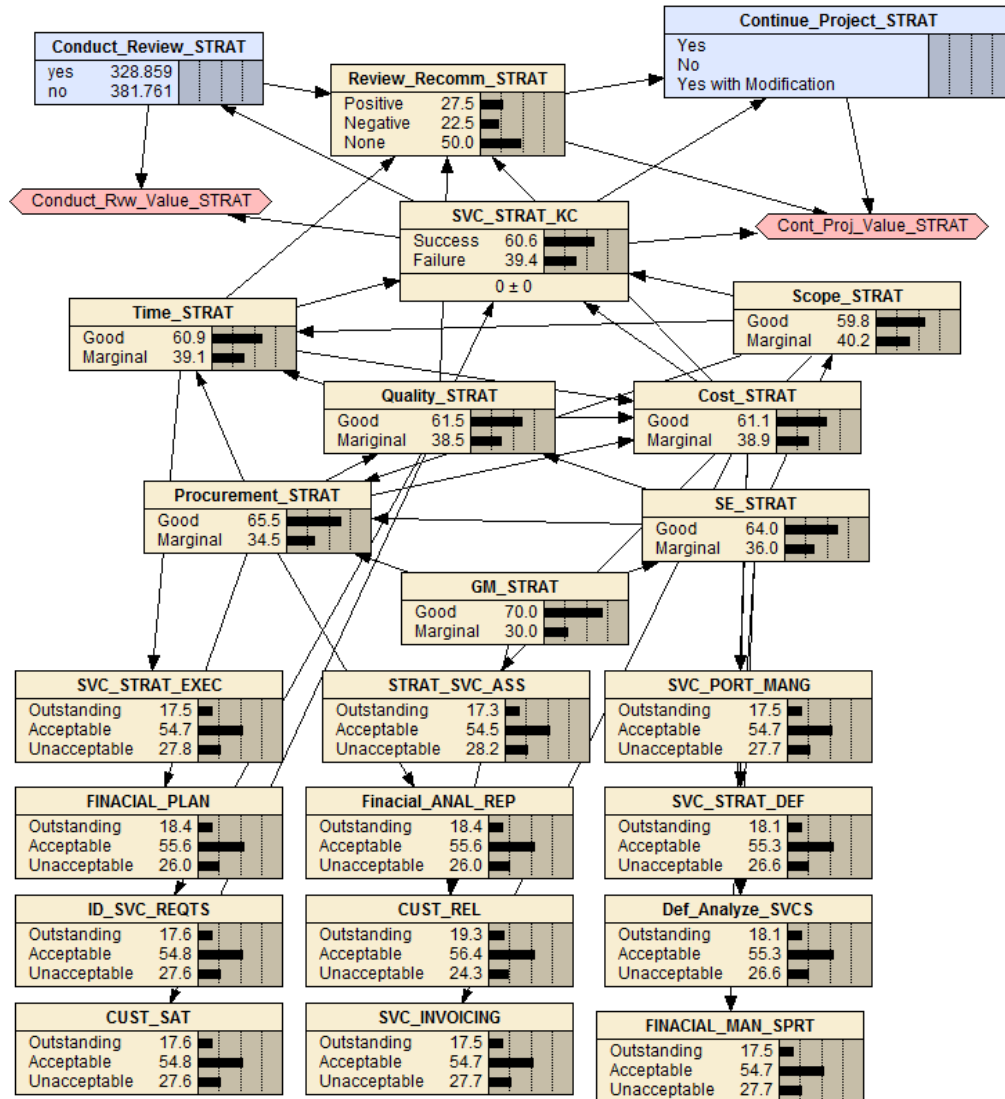 Conduct_Review_STRAT
yes 328.859
no 381.761
Continue_Project_STRAT
Yes
No
Yes with Modification
Review_Recomm_STRAT
Positive 27.5
Negative 22.5
None 50.0
Conduct_Rvw_Value_STRAT
SVC_STRAT_KC
Success 60.6
Failure 39.4
0 ± 0
Cont_Proj_Value_STRAT
Time_STRAT
Good 60.9
Marginal 39.1
Scope_STRAT
Good 59.8
Marginal 40.2
Quality_STRAT
Good 61.5
Mariginal 38.5
Cost_STRAT
Good 61.1
Marginal 38.9
Procurement_STRAT
Good 65.5
Marginal 34.5
SE_STRAT
Good 64.0
Marginal 36.0
GM_STRAT
Good 70.0
Marginal 30.0
SVC_STRAT_EXEC
Outstanding 17.5
Acceptable 54.7
Unacceptable 27.8
STRAT_SVC_ASS
Outstanding 17.3
Acceptable 54.5
Unacceptable 28.2
SVC_PORT_MANG
Outstanding 17.5
Acceptable 54.7
Unacceptable 27.7
FINACIAL_PLAN
Outstanding 18.4
Acceptable 55.6
Unacceptable 26.0
Finacial_ANAL_REP
Outstanding 18.4
Acceptable 55.6
Unacceptable 26.0
SVC_STRAT_DEF
Outstanding 18.1
Acceptable 55.3
Unacceptable 26.6
ID_SVC_REQTS
Outstanding 17.6
Acceptable 54.8
Unacceptable 27.6
CUST_REL
Outstanding 19.3
Acceptable 56.4
Unacceptable 24.3
Def_Analyze_SVCS
Outstanding 18.1
Acceptable 55.3
Unacceptable 26.6
CUST_SAT
Outstanding 17.6
Acceptable 54.8
Unacceptable 27.6
SVC_INVOICING
Outstanding 17.5
Acceptable 54.7
Unacceptable 27.7
FINACIAL_MAN_SPRT
Outstanding 17.5
Acceptable 54.7
Unacceptable 27.7